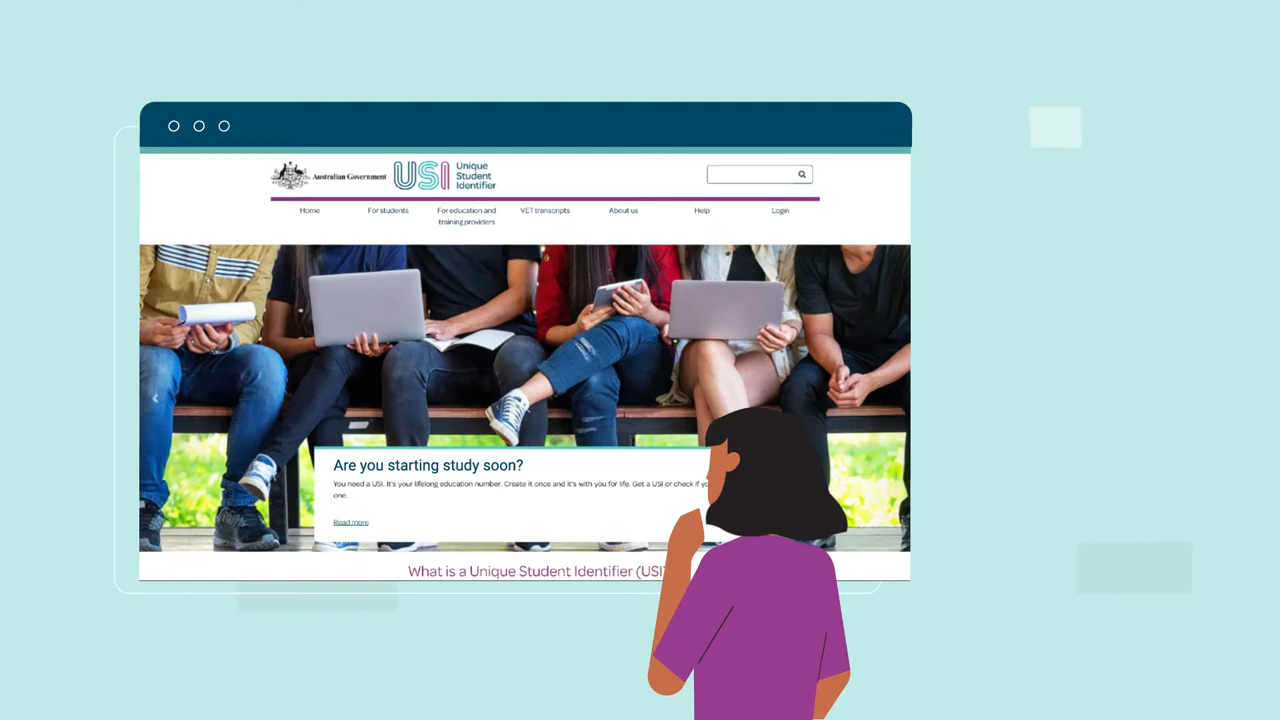 Australian Government
USI
Unique
Student
Identifier
Home
For students
For education and
training providers
VET transcripts
About us
Help
Login
Are you starting study soon?
You need a USI. It's your lifelong education number. Create it once and it's with you for life. Get a USI or check if
one.
Read more
What is a Unique Student Identifier (USI)